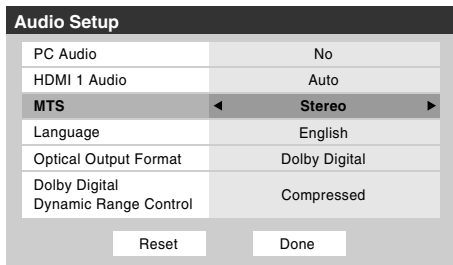 Audio Setup
PC Audio No
HDMI 1 Audio Auto
MTS Stereo
Language English
Optical Output Format Dolby Digital
Dolby Digital
Dynamic Range Control Compressed
Reset Done